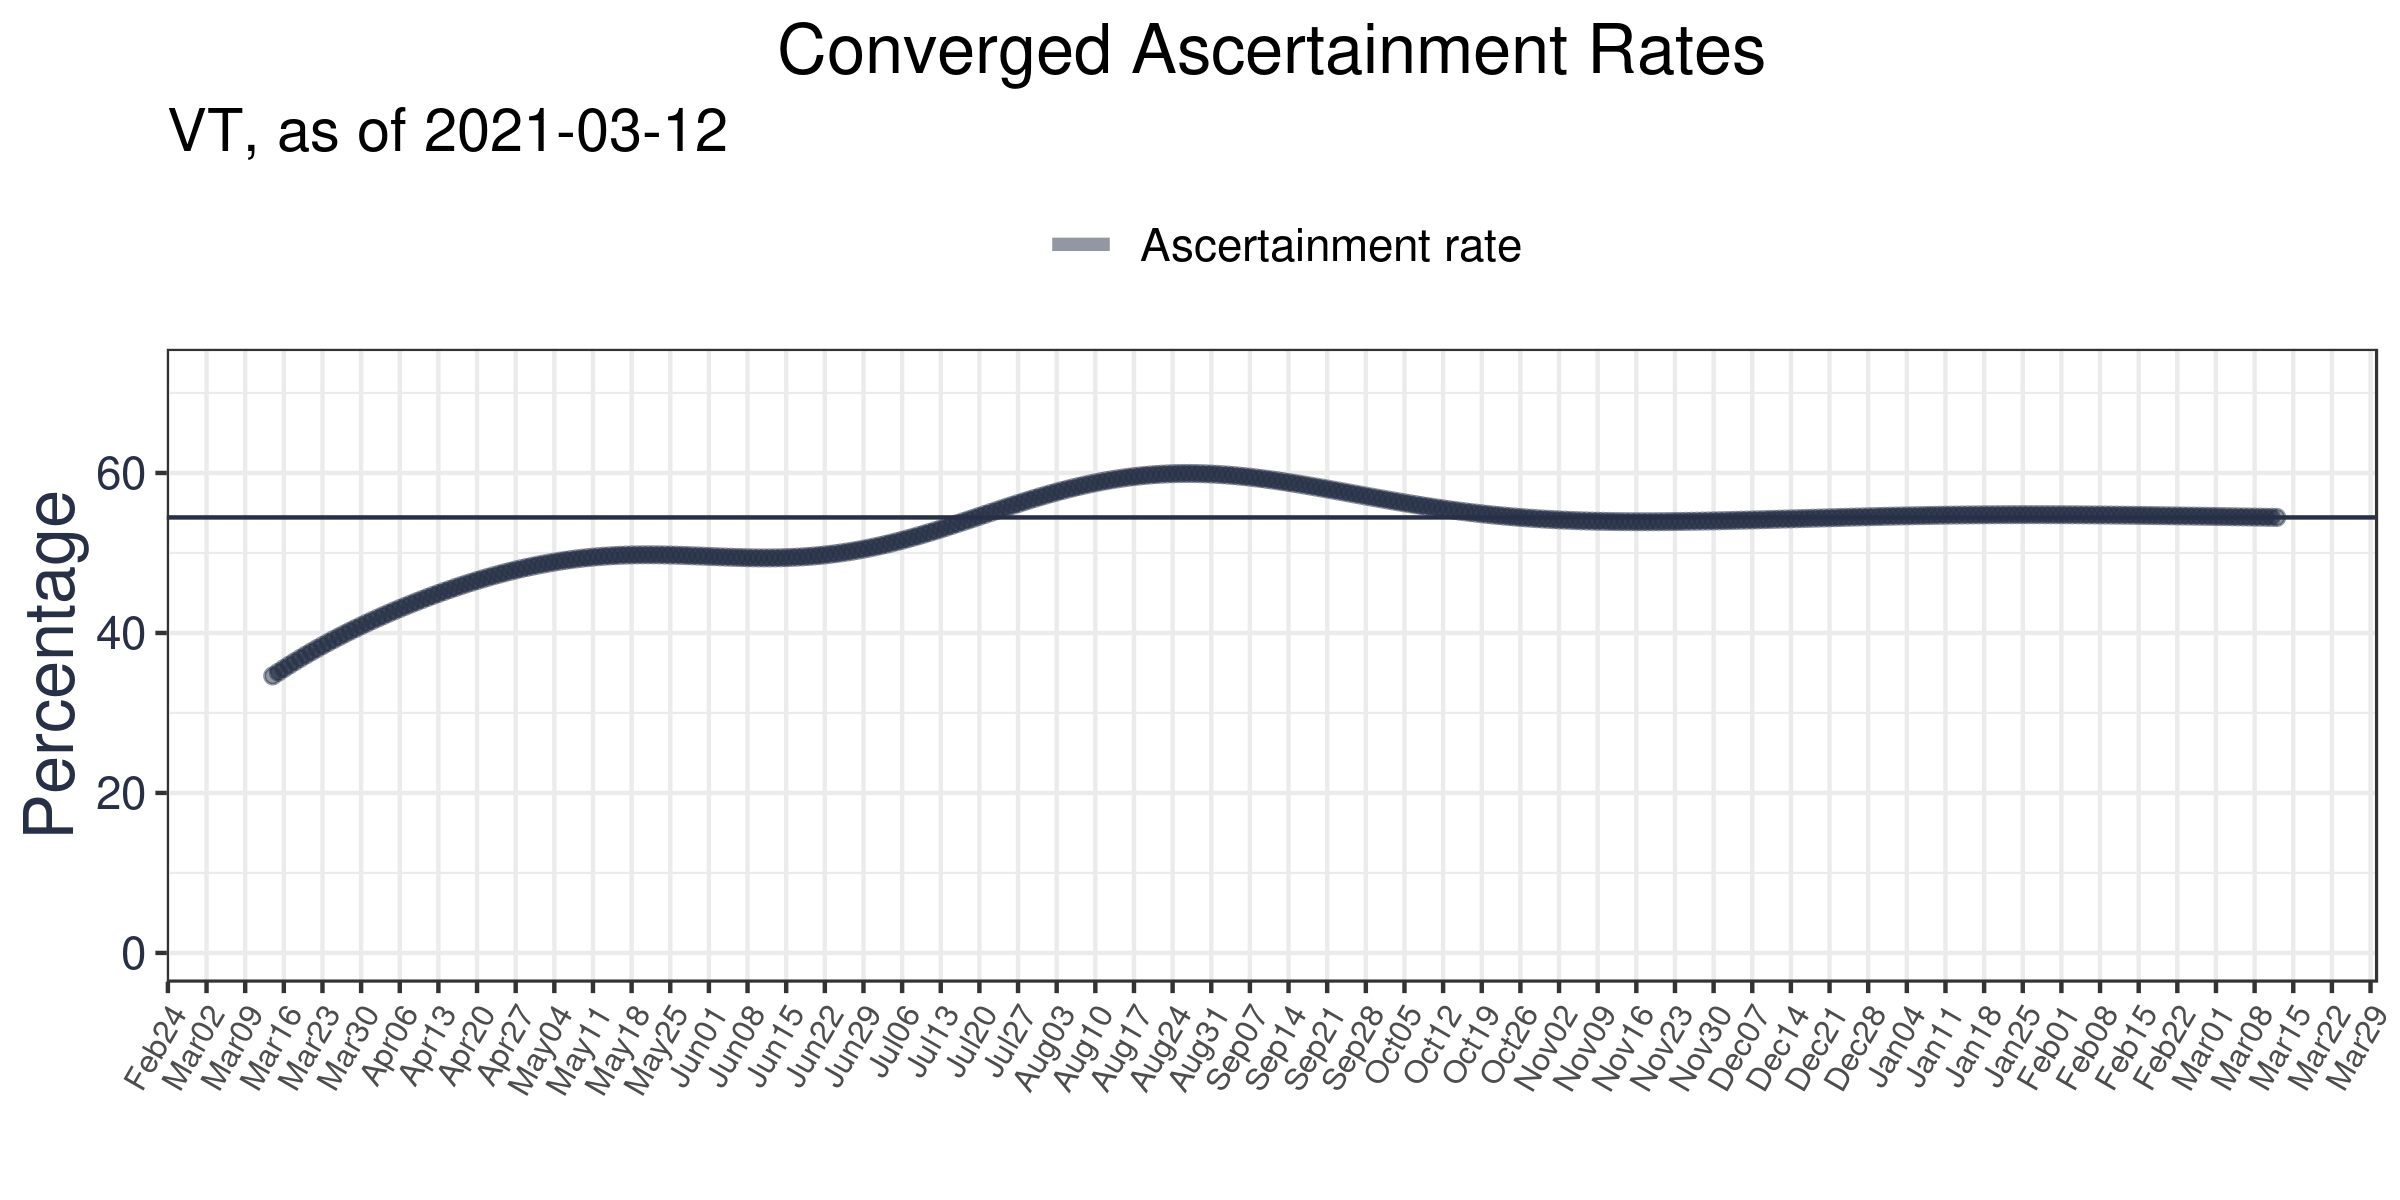 Converged Ascertainment Rates
VT, as of 2021-03-12
Ascertainment rate
Percentage
60
40
20
0
Feb24
Mar02
Mar09
Mar16
Mar23
Mar30
Apr06
Apr13
Apr20
Apr27
May04
May11
May18
May25
Jun01
Jun08
Jun15
Jun22
Jun29
Jul06
Jul13
Jul20
Jul27
Aug03
Aug10
Aug17
Aug24
Aug31
Sep07
Sep14
Sep21
Sep28
Oct05
Oct12
Oct19
Oct26
Nov02
Nov09
Nov16
Nov23
Nov30
Dec07
Dec14
Dec21
Dec28
Jan04
Jan11
Jan18
Jan25
Feb01
Feb08
Feb15
Feb22
Mar01
Mar08
Mar15
Mar22
Mar29